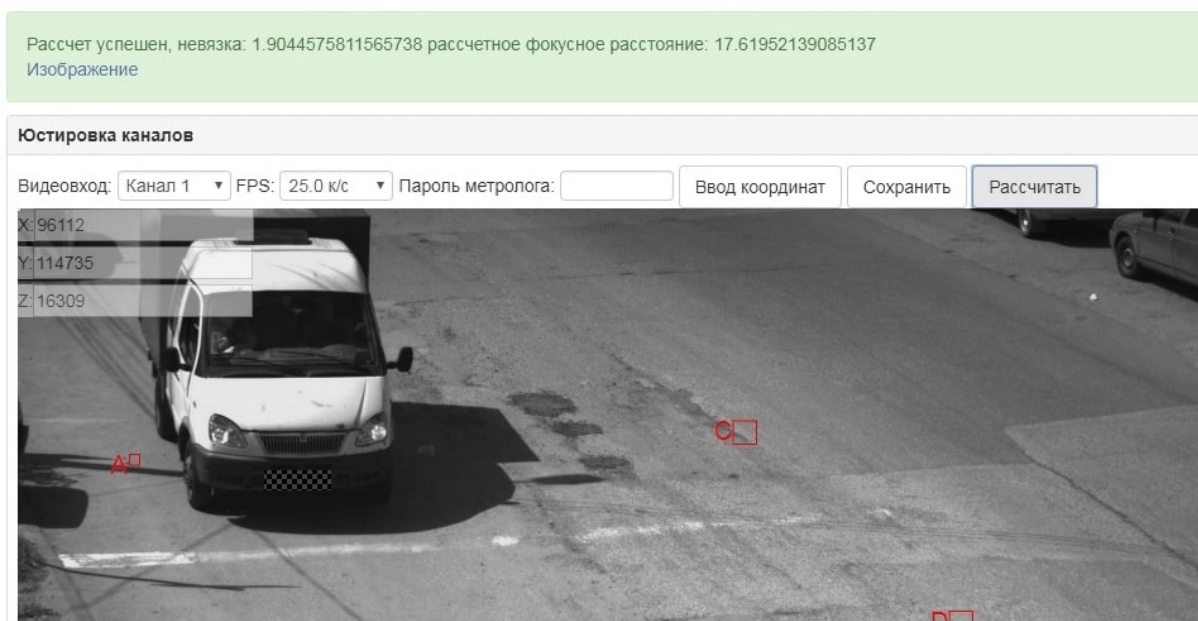 Рассчет успешен, невязка: 1.9044575811565738 рассчетное фокусное расстояние: 17.61952139085137
Изображение
Юстировка каналов
Видеовход: Канал 1 FPS: 25.0 к/с Пароль метролога: Ввод координат Сохранить Рассчитать
X: 96112
Y: 114735
Z: 16309
C
A
D